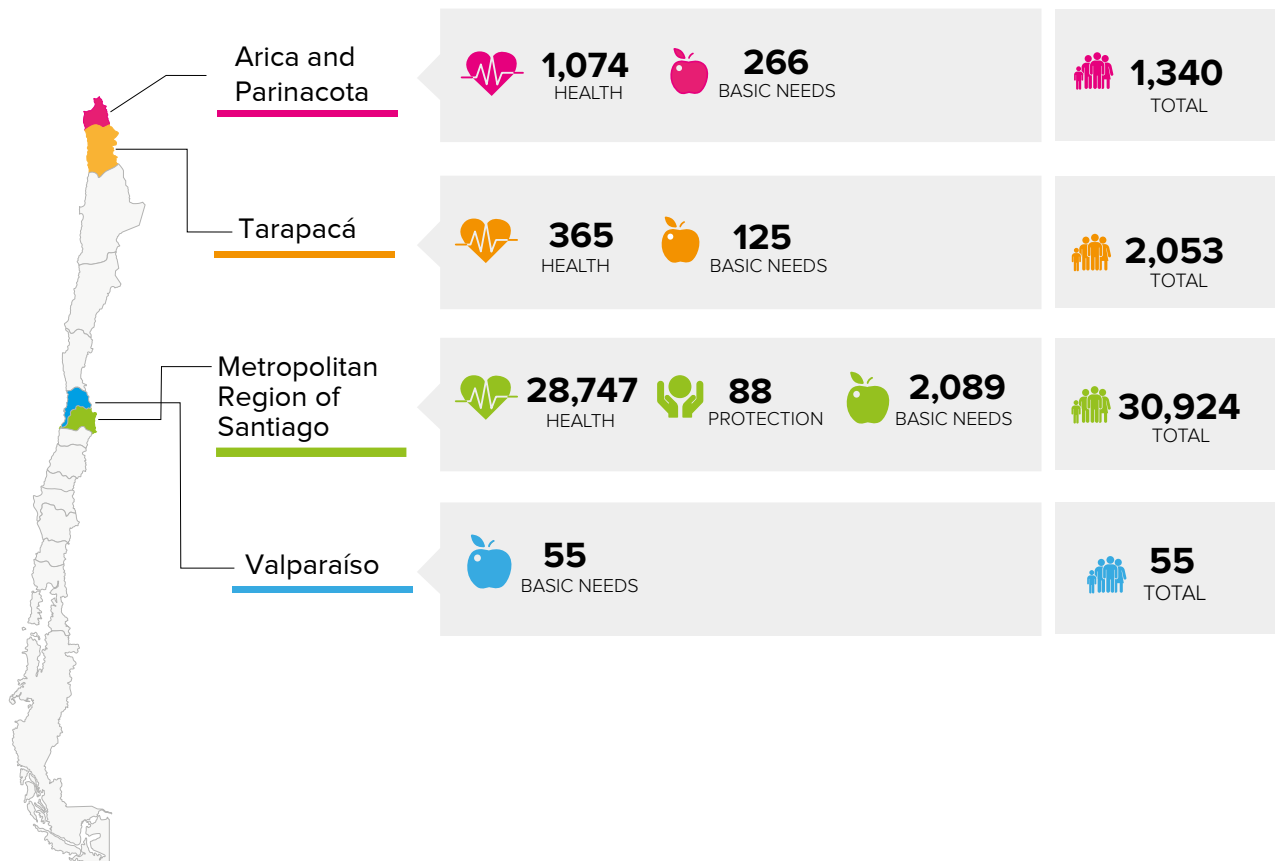 Arica and
Parinacota
1,074
HEALTH
266
BASIC NEEDS
1,340
TOTAL
Tarapacá
365
HEALTH
125
BASIC NEEDS
2,053
TOTAL
Metropolitan
Region of
Santiago
28,747
HEALTH
88
PROTECTION
2,089
BASIC NEEDS
30,924
TOTAL
Valparaíso
55
BASIC NEEDS
55
TOTAL